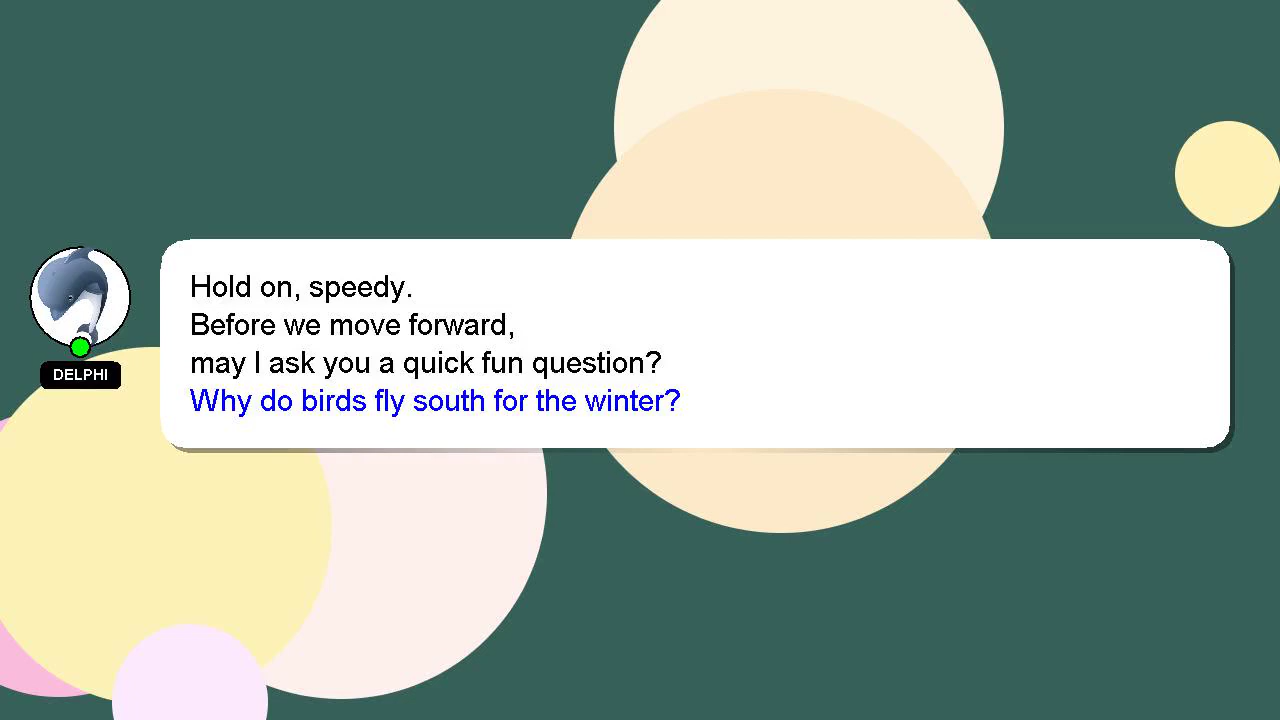 Hold on, speedy.
Before we move forward,
may I ask you a quick fun question?
Why do birds fly south for the winter?
DELPHI